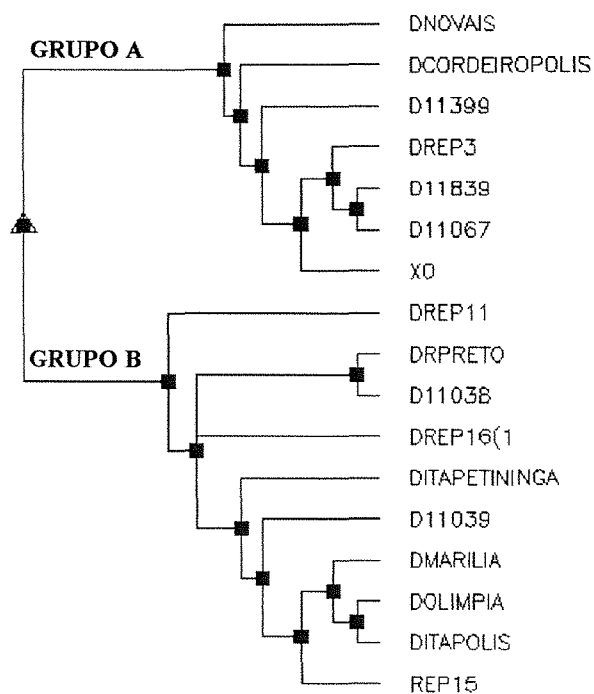 DNOVAIS
GRUPO A
DCORDEIROPOLIS
D11399
DREP3
D11839
D11067
XO
DREP11
GRUPO B
DRPRETO
D11038
DREP16(1
DITAPETININGA
D11039
DMARILIA
DOLIMPIA
DITAPOLIS
REP15